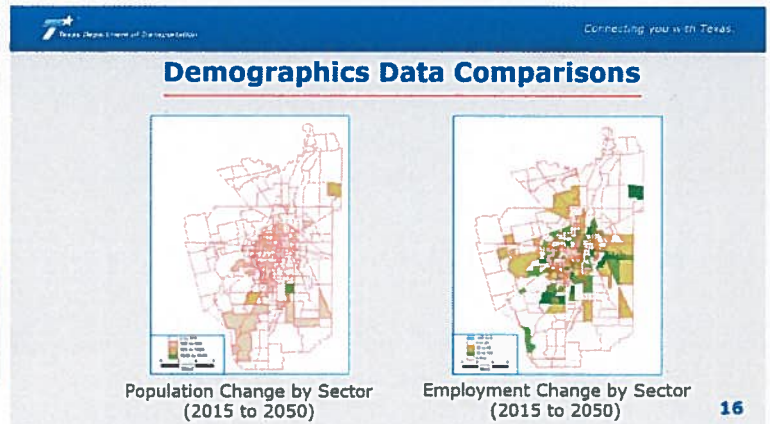 Texas Department of Transportation
Connecting you with Texas.
Demographics Data Comparisons
Population Change by Sector
(2015 to 2050)
Employment Change by Sector
(2015 to 2050)
16